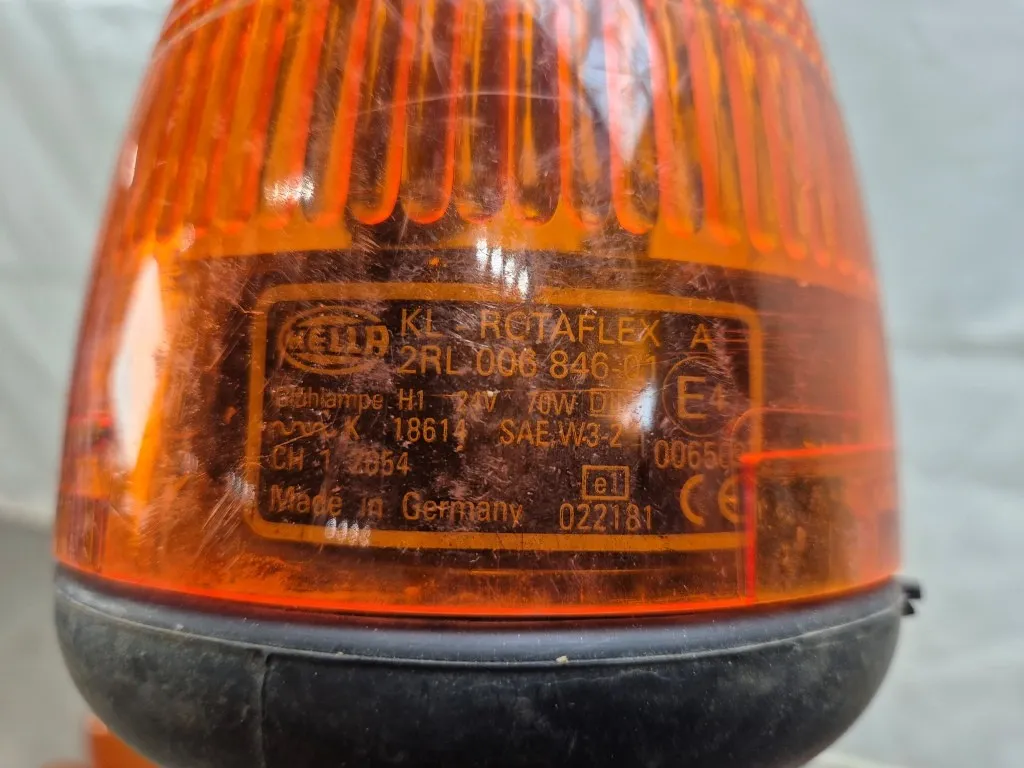 HELLA
KL ROTAFLEX A
2RL 006 846-01
Glühlampe H1 24V 70W
E4
K 18614 SAE W3-2
CH 1
e1
Made in Germany 022181 CE